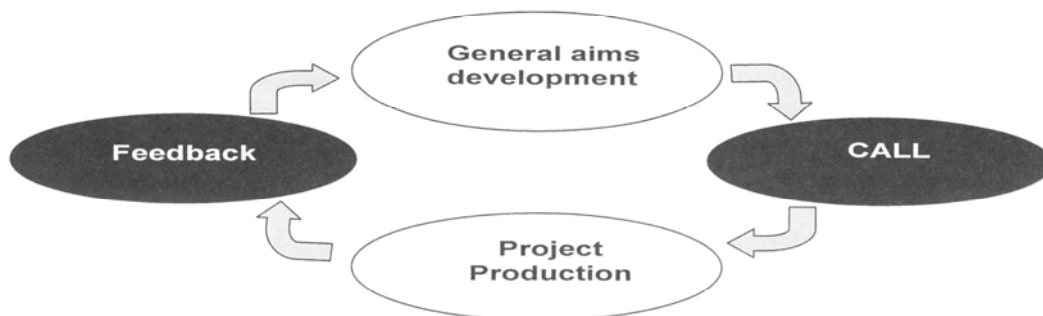 General aims
development
Feedback
CALL
Project
Production